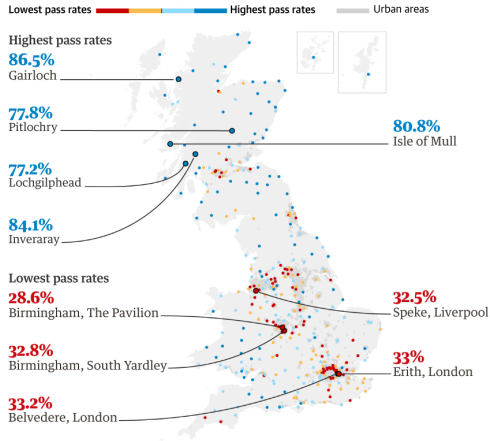 Lowest pass rates Highest pass rates Urban areas
Highest pass rates
86.5%
Gairloch
77.8%
Pitlochry
80.8%
Isle of Mull
77.2%
Lochgilphead
84.1%
Inveraray
Lowest pass rates
28.6%
Birmingham, The Pavilion
32.5%
Speke, Liverpool
32.8%
Birmingham, South Yardley
33%
Erith, London
33.2%
Belvedere, London